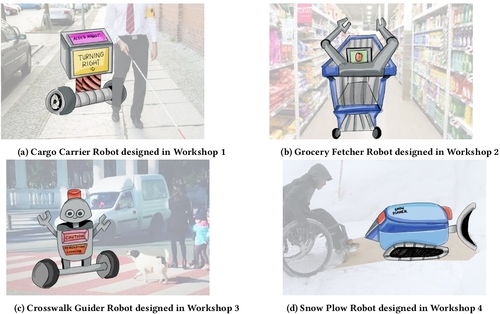 TURNING
RIGHT
(a) Cargo Carrier Robot designed in Workshop 1
(b) Grocery Fetcher Robot designed in Workshop 2
CAUTION
(c) Crosswalk Guider Robot designed in Workshop 3
SNOW
(d) Snow Plow Robot designed in Workshop 4